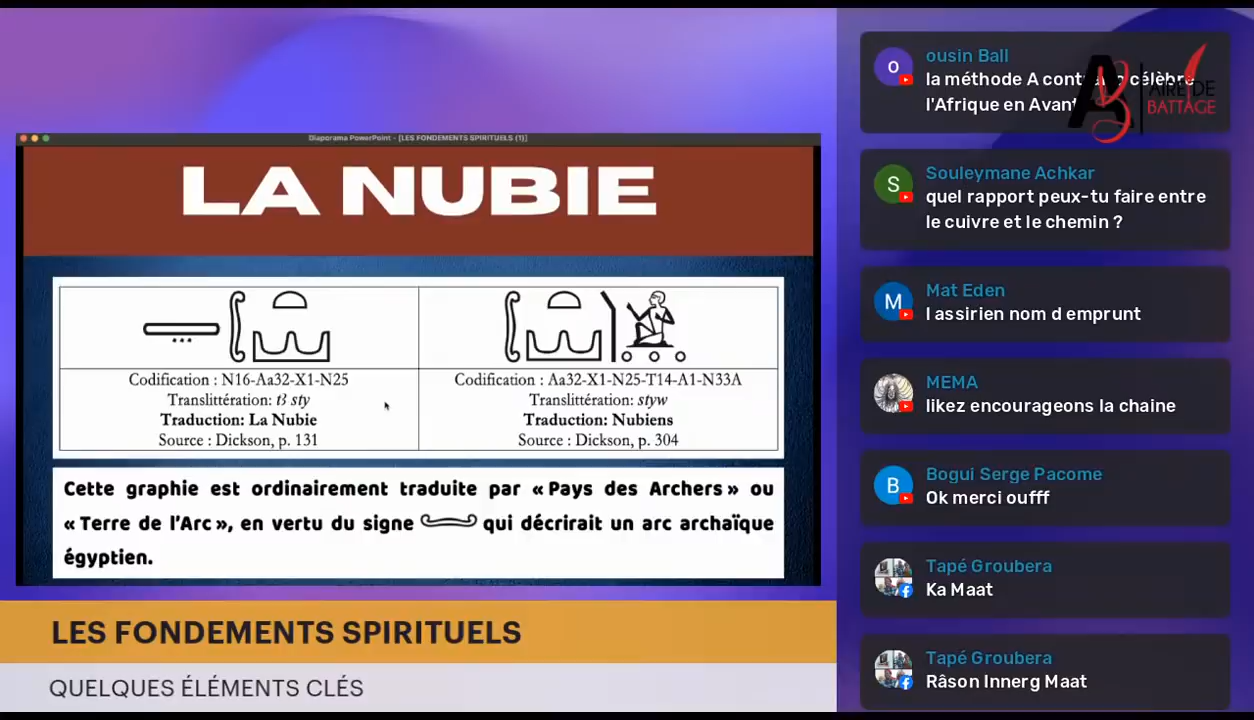 Diaporama PowerPoint - [LES FONDEMENTS SPIRITUELS (1)]
LA NUBIE
Codification : N16-Aa32-X1-N25
Translittération: t3 sty
Traduction: La Nubie
Source : Dickson, p. 131
Codification : Aa32-X1-N25-T14-A1-N33A
Translittération: styw
Traduction: Nubiens
Source : Dickson, p. 304
Cette graphie est ordinairement traduite par « Pays des Archers » ou
« Terre de l'Arc », en vertu du signe qui décrirait un arc archaïque
égyptien.
LES FONDEMENTS SPIRITUELS
QUELQUES ÉLÉMENTS CLÉS
AIRE DE
BATTAGE
ousin Ball
la méthode A célèbre
l'Afrique en Avant
Souleymane Achkar
quel rapport peux-tu faire entre
le cuivre et le chemin ?
Mat Eden
l assirien nom d emprunt
MEMA
likez encourageons la chaine
Bogui Serge Pacome
Ok merci oufff
Tapé Groubera
Ka Maat
Tapé Groubera
Râson Innerg Maat